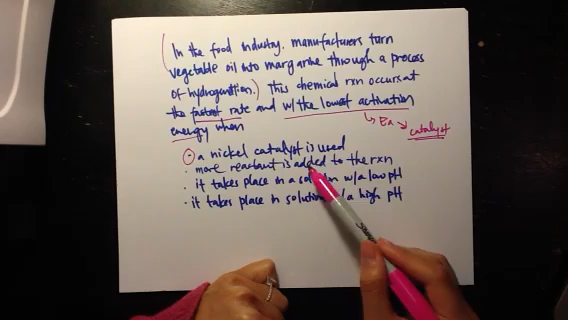 (In the food industry, manufacturers turn
vegetable oil into margarine through a process
of hydrogenation.) This chemical rxn occurs at
the fastest rate and w/ the lowest activation
energy when
↳ Ea → catalyst
· a nickel catalyst is used
· more reactant is added to the rxn
· it takes place in a w/ a low pH
· it takes place in solution a high pH